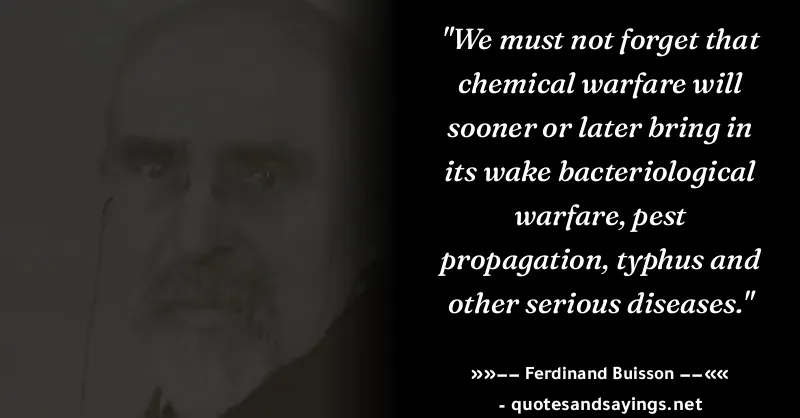 "We must not forget that
chemical warfare will
sooner or later bring in
its wake bacteriological
warfare, pest
propagation, typhus and
other serious diseases."
»»−− Ferdinand Buisson −−««
- quotesandsayings.net